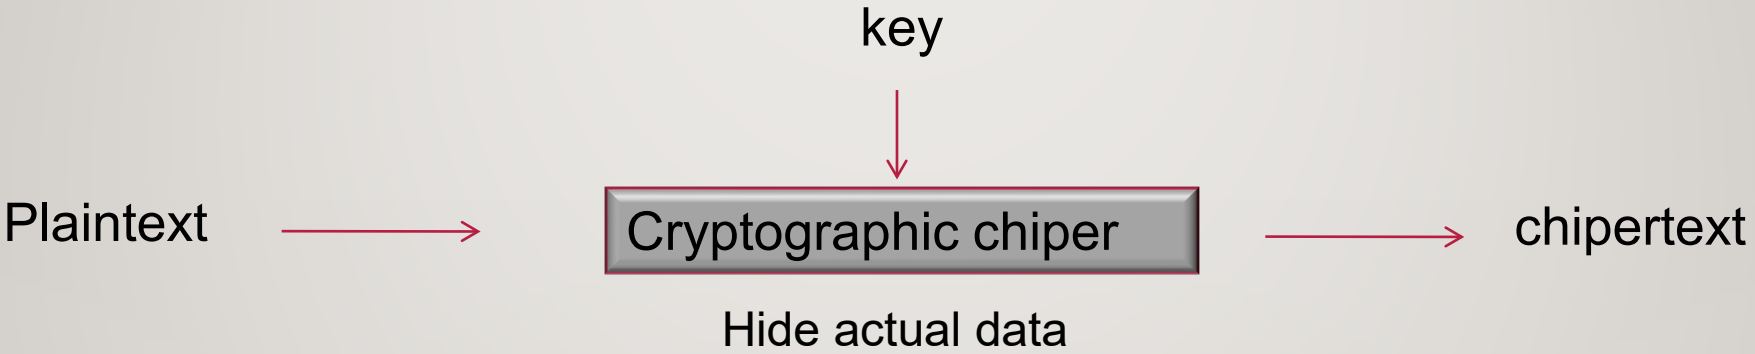 key
Plaintext
Cryptographic chiper
chipertext
Hide actual data